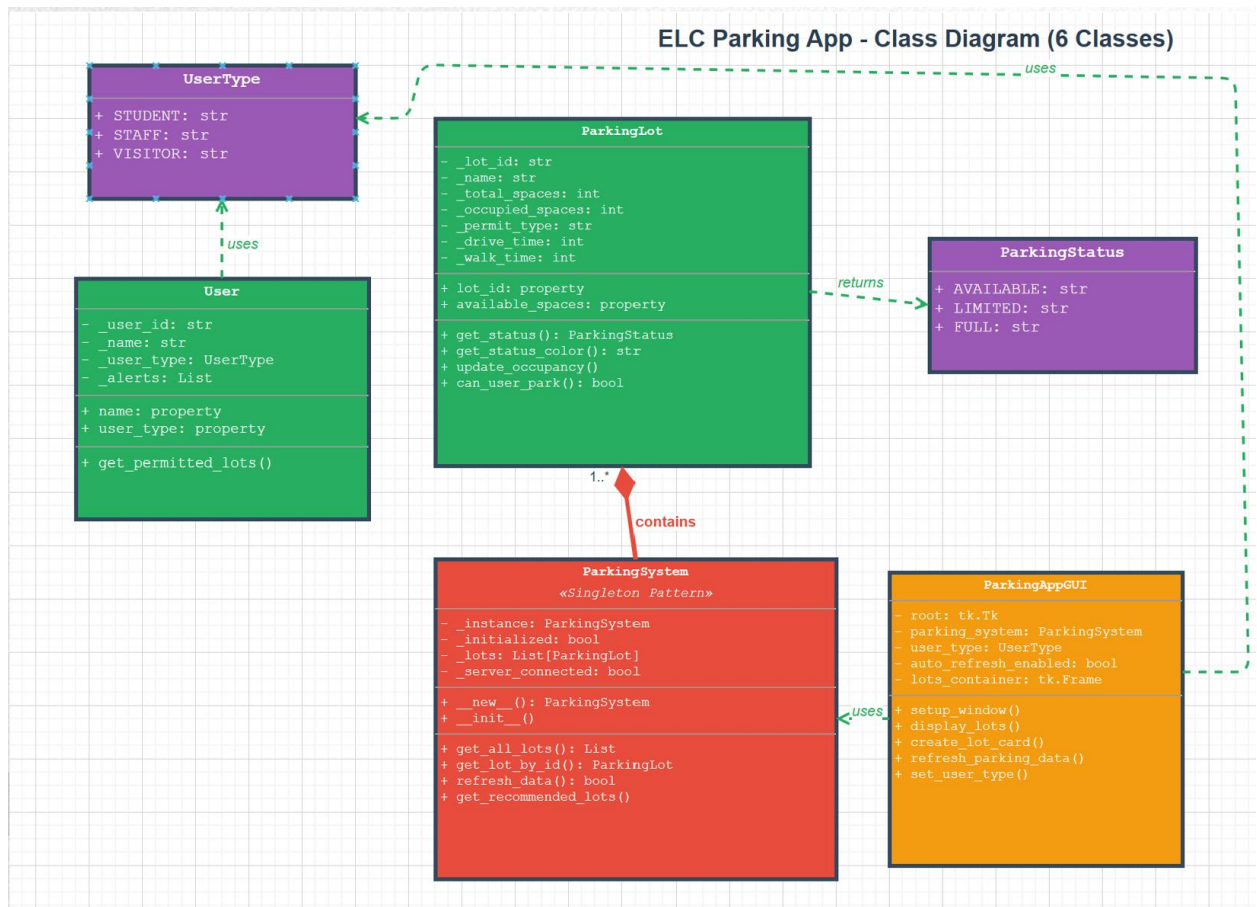 ELC Parking App - Class Diagram (6 Classes)
uses
UserType
+ STUDENT: str
+ STAFF: str
+ VISITOR: str
uses
User
- _user_id: str
- _name: str
- _user_type: UserType
- _alerts: List
+ name: property
+ user_type: property
+ get_permitted_lots()
ParkingLot
- _lot_id: str
- _name: str
- _total_spaces: int
- _occupied_spaces: int
- _permit_type: str
- _drive_time: int
- _walk_time: int
+ lot_id: property
+ available_spaces: property
+ get_status(): ParkingStatus
+ get_status_color(): str
+ update_occupancy()
+ can_user_park(): bool
returns
ParkingStatus
+ AVAILABLE: str
+ LIMITED: str
+ FULL: str
1..*
contains
ParkingSystem
«Singleton Pattern»
- _instance: ParkingSystem
- _initialized: bool
- _lots: List[ParkingLot]
- _server_connected: bool
+ __new__(): ParkingSystem
+ __init__()
+ get_all_lots(): List
+ get_lot_by_id(): ParkingLot
+ refresh_data(): bool
+ get_recommended_lots()
uses
ParkingAppGUI
- root: tk.Tk
- parking_system: ParkingSystem
- user_type: UserType
- auto_refresh_enabled: bool
- lots_container: tk.Frame
+ setup_window()
+ display_lots()
+ create_lot_card()
+ refresh_parking_data()
+ set_user_type()